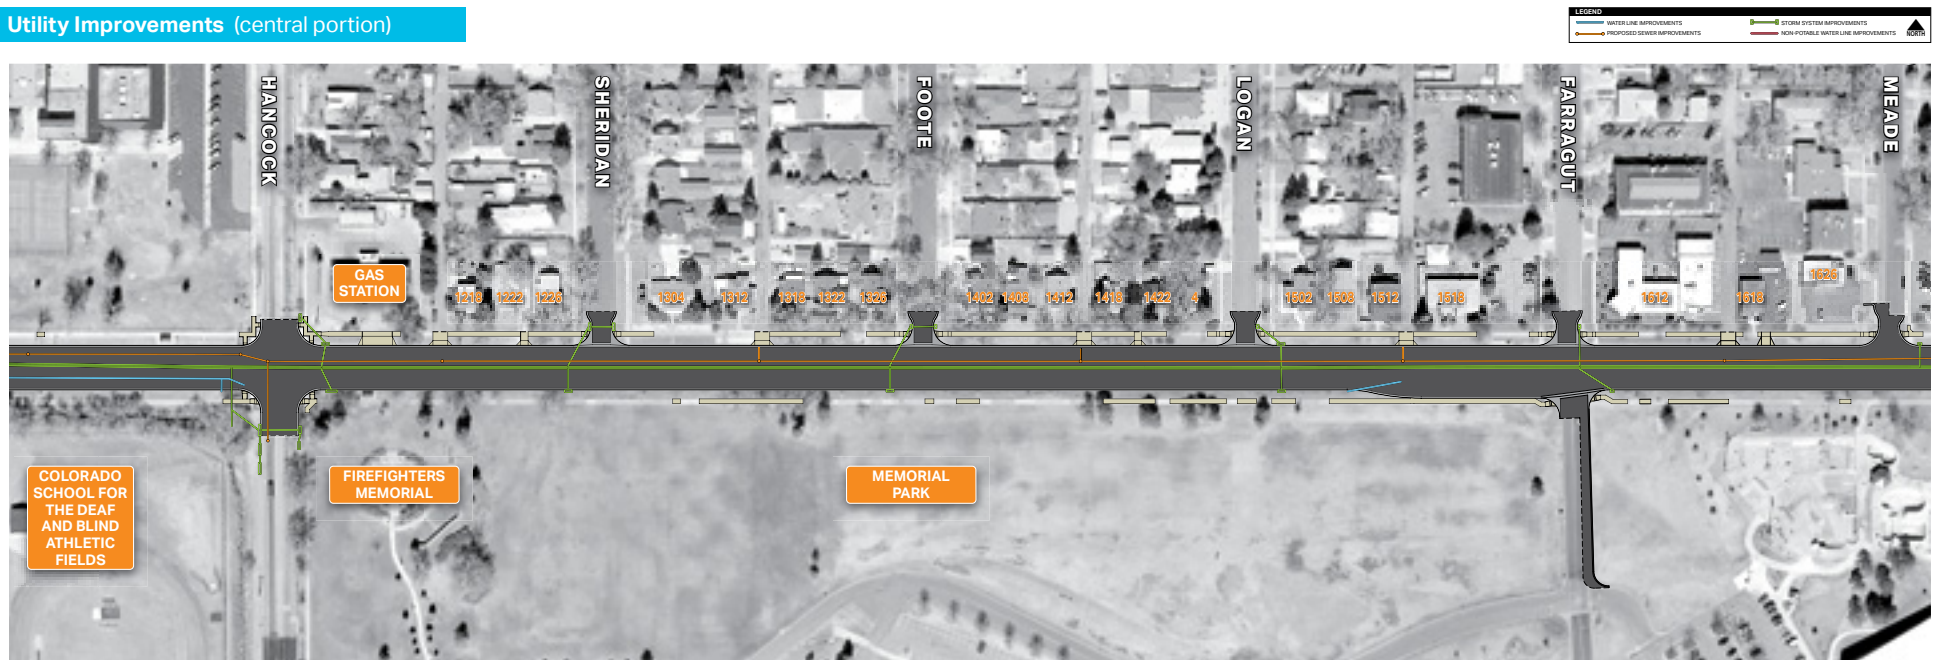 Utility Improvements (central portion)
LEGEND
WATER LINE IMPROVEMENTS
STORM SYSTEM IMPROVEMENTS
PROPOSED SEWER IMPROVEMENTS
NON-POTABLE WATER LINE IMPROVEMENTS
NORTH
HANCOCK
SHERIDAN
FOOTE
LOGAN
FARRAGUT
MEADE
GAS
STATION
1218
1222
1226
1304
1312
1318
1322
1326
1402
1408
1412
1418
1422
4
1502
1508
1512
1518
1612
1618
1626
COLORADO
SCHOOL FOR
THE DEAF
AND BLIND
ATHLETIC
FIELDS
FIREFIGHTERS
MEMORIAL
MEMORIAL
PARK